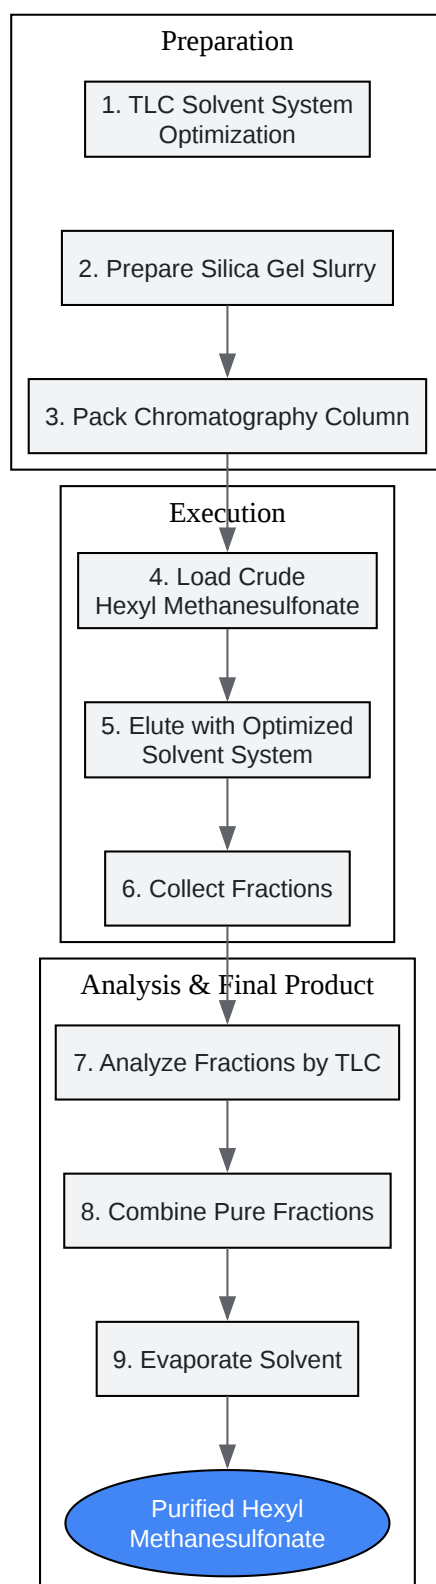 Preparation
1. TLC Solvent System
Optimization
2. Prepare Silica Gel Slurry
3. Pack Chromatography Column
Execution
4. Load Crude
Hexyl Methanesulfonate
5. Elute with Optimized
Solvent System
6. Collect Fractions
Analysis & Final Product
7. Analyze Fractions by TLC
8. Combine Pure Fractions
9. Evaporate Solvent
Purified Hexyl
Methanesulfonate